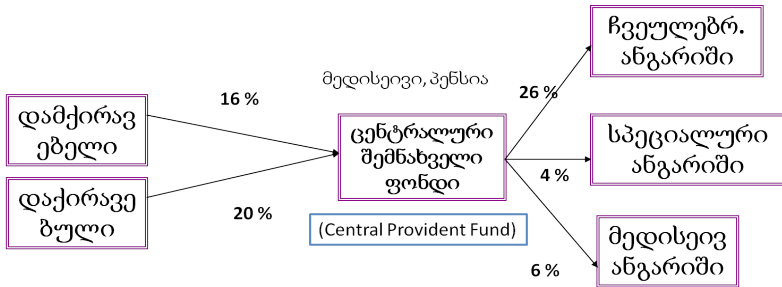 ჩვეულებრ.
ანგარიში
მედისეივი, პენსია
16 %
26 %
დამქირავ
ებელი
ცენტრალური
შემნახველი
ფონდი
სპეციალური
ანგარიში
4 %
დაქირავე
ბული
20 %
(Central Provident Fund)
მედისეივ
ანგარიში
6 %